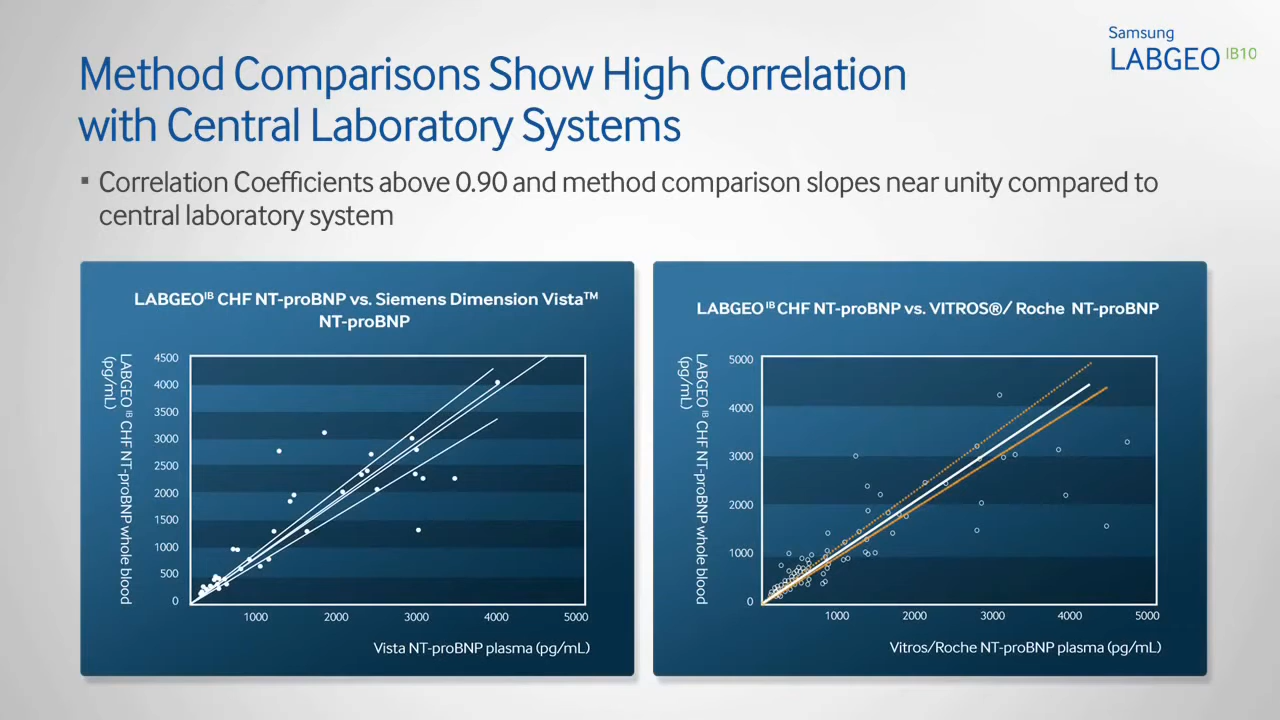 Samsung
LABGEO IB10
Method Comparisons Show High Correlation
with Central Laboratory Systems
▪ Correlation Coefficients above 0.90 and method comparison slopes near unity compared to
central laboratory system
LABGEOᴵᴮ CHF NT-proBNP vs. Siemens Dimension Vista™
NT-proBNP
LABGEO ᴵᴮ CHF NT-proBNP whole blood
(pg/mL)
4500
4000
3500
3000
2500
2000
1500
1000
500
0
1000 2000 3000 4000 5000
Vista NT-proBNP plasma (pg/mL)
LABGEO ᴵᴮ CHF NT-proBNP vs. VITROS®/ Roche NT-proBNP
LABGEO ᴵᴮ CHF NT-proBNP whole blood
(pg/mL)
5000
4000
3000
2000
1000
0
1000 2000 3000 4000 5000
Vitros/Roche NT-proBNP plasma (pg/mL)